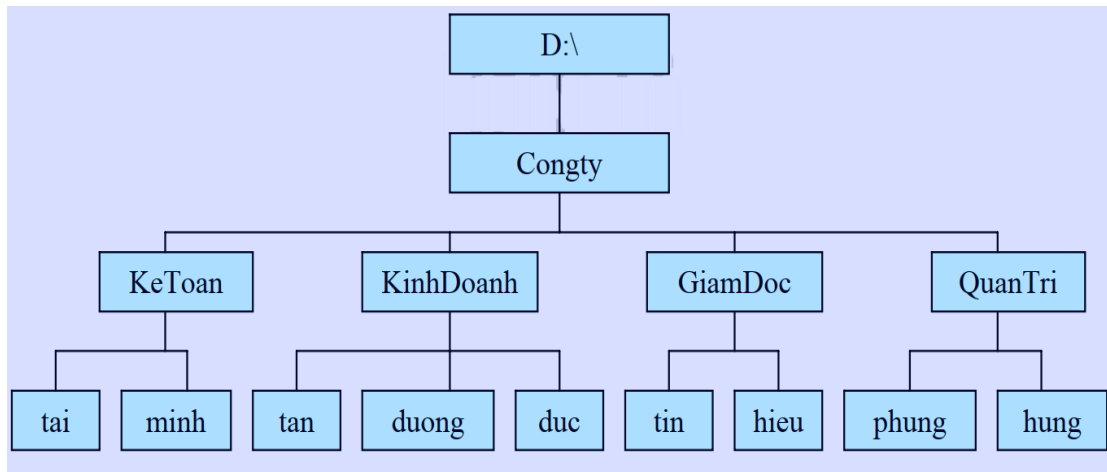 D:\
Congty
KeToan KinhDoanh GiamDoc QuanTri
tai minh tan duong duc tin hieu phung hung